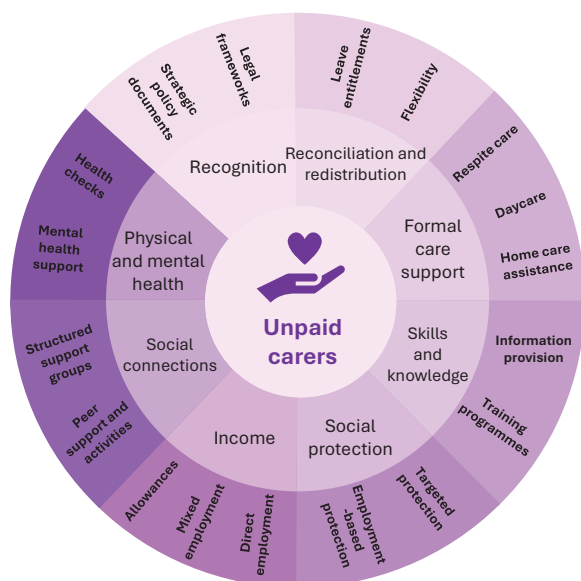 Unpaid
carers
Recognition
Legal
frameworks
Strategic
policy
documents
Reconciliation and
redistribution
Leave
entitlements
Flexibility
Formal
care
support
Respite care
Daycare
Home care
assistance
Skills
and
knowledge
Information
provision
Training
programmes
Social
protection
Targeted
protection
Employment
-based
protection
Income
Direct
employment
Mixed
employment
Allowances
Social
connections
Peer
support and
activities
Structured
support
groups
Physical
and mental
health
Mental
health
support
Health
checks